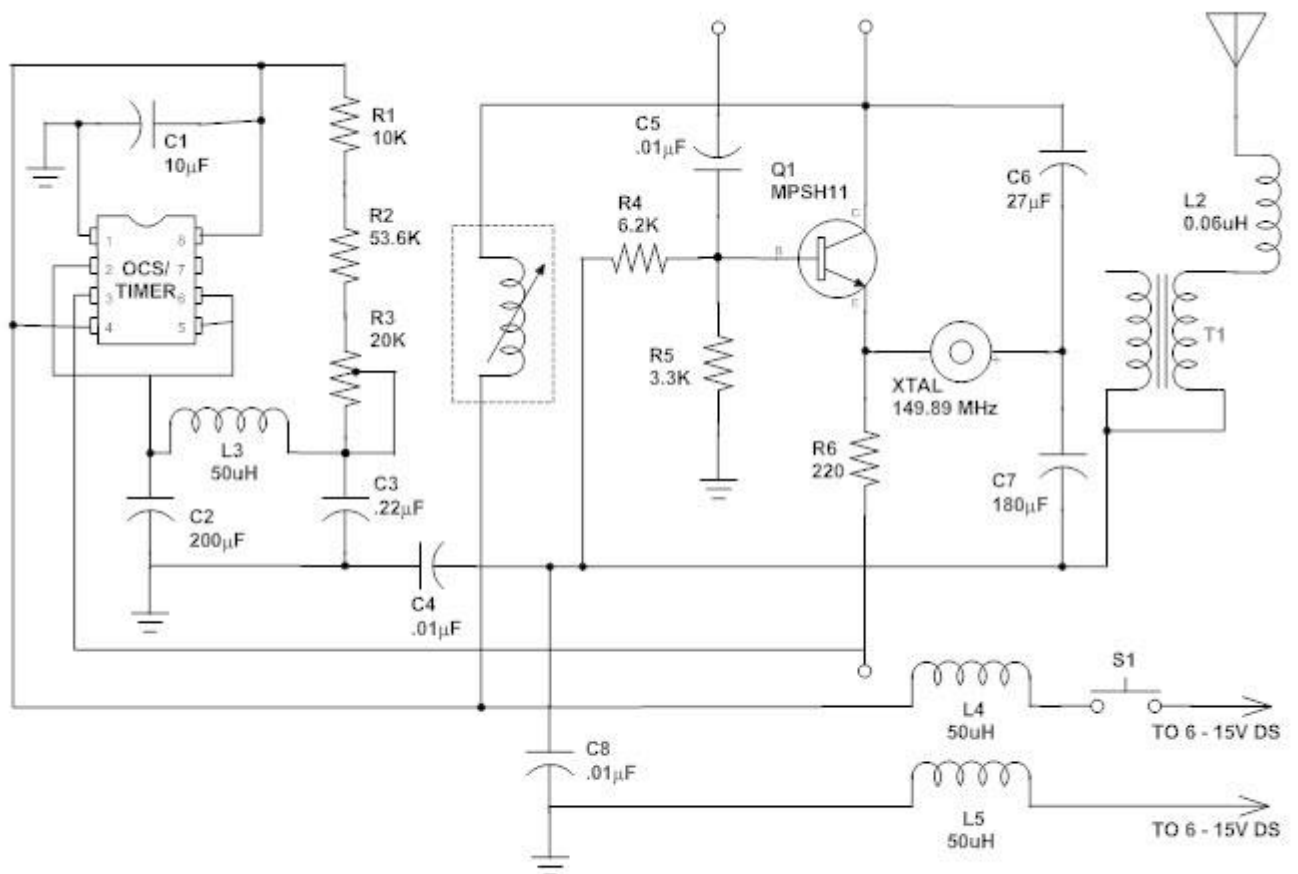 R1
10K
C1
10µF
C5
.01µF
Q1
MPSH11
C
C6
27µF
L2
0.06uH
R2
53.6K
R4
6.2K
B
1
8
2
OCS/
7
3
TIMER
6
4
5
E
R3
20K
R5
3.3K
XTAL
149.89 MHz
T1
L3
50uH
R6
220
C3
.22µF
C7
180µF
C2
200µF
C4
.01µF
S1
L4
50uH
TO 6 - 15V DS
C8
.01µF
L5
50uH
TO 6 - 15V DS